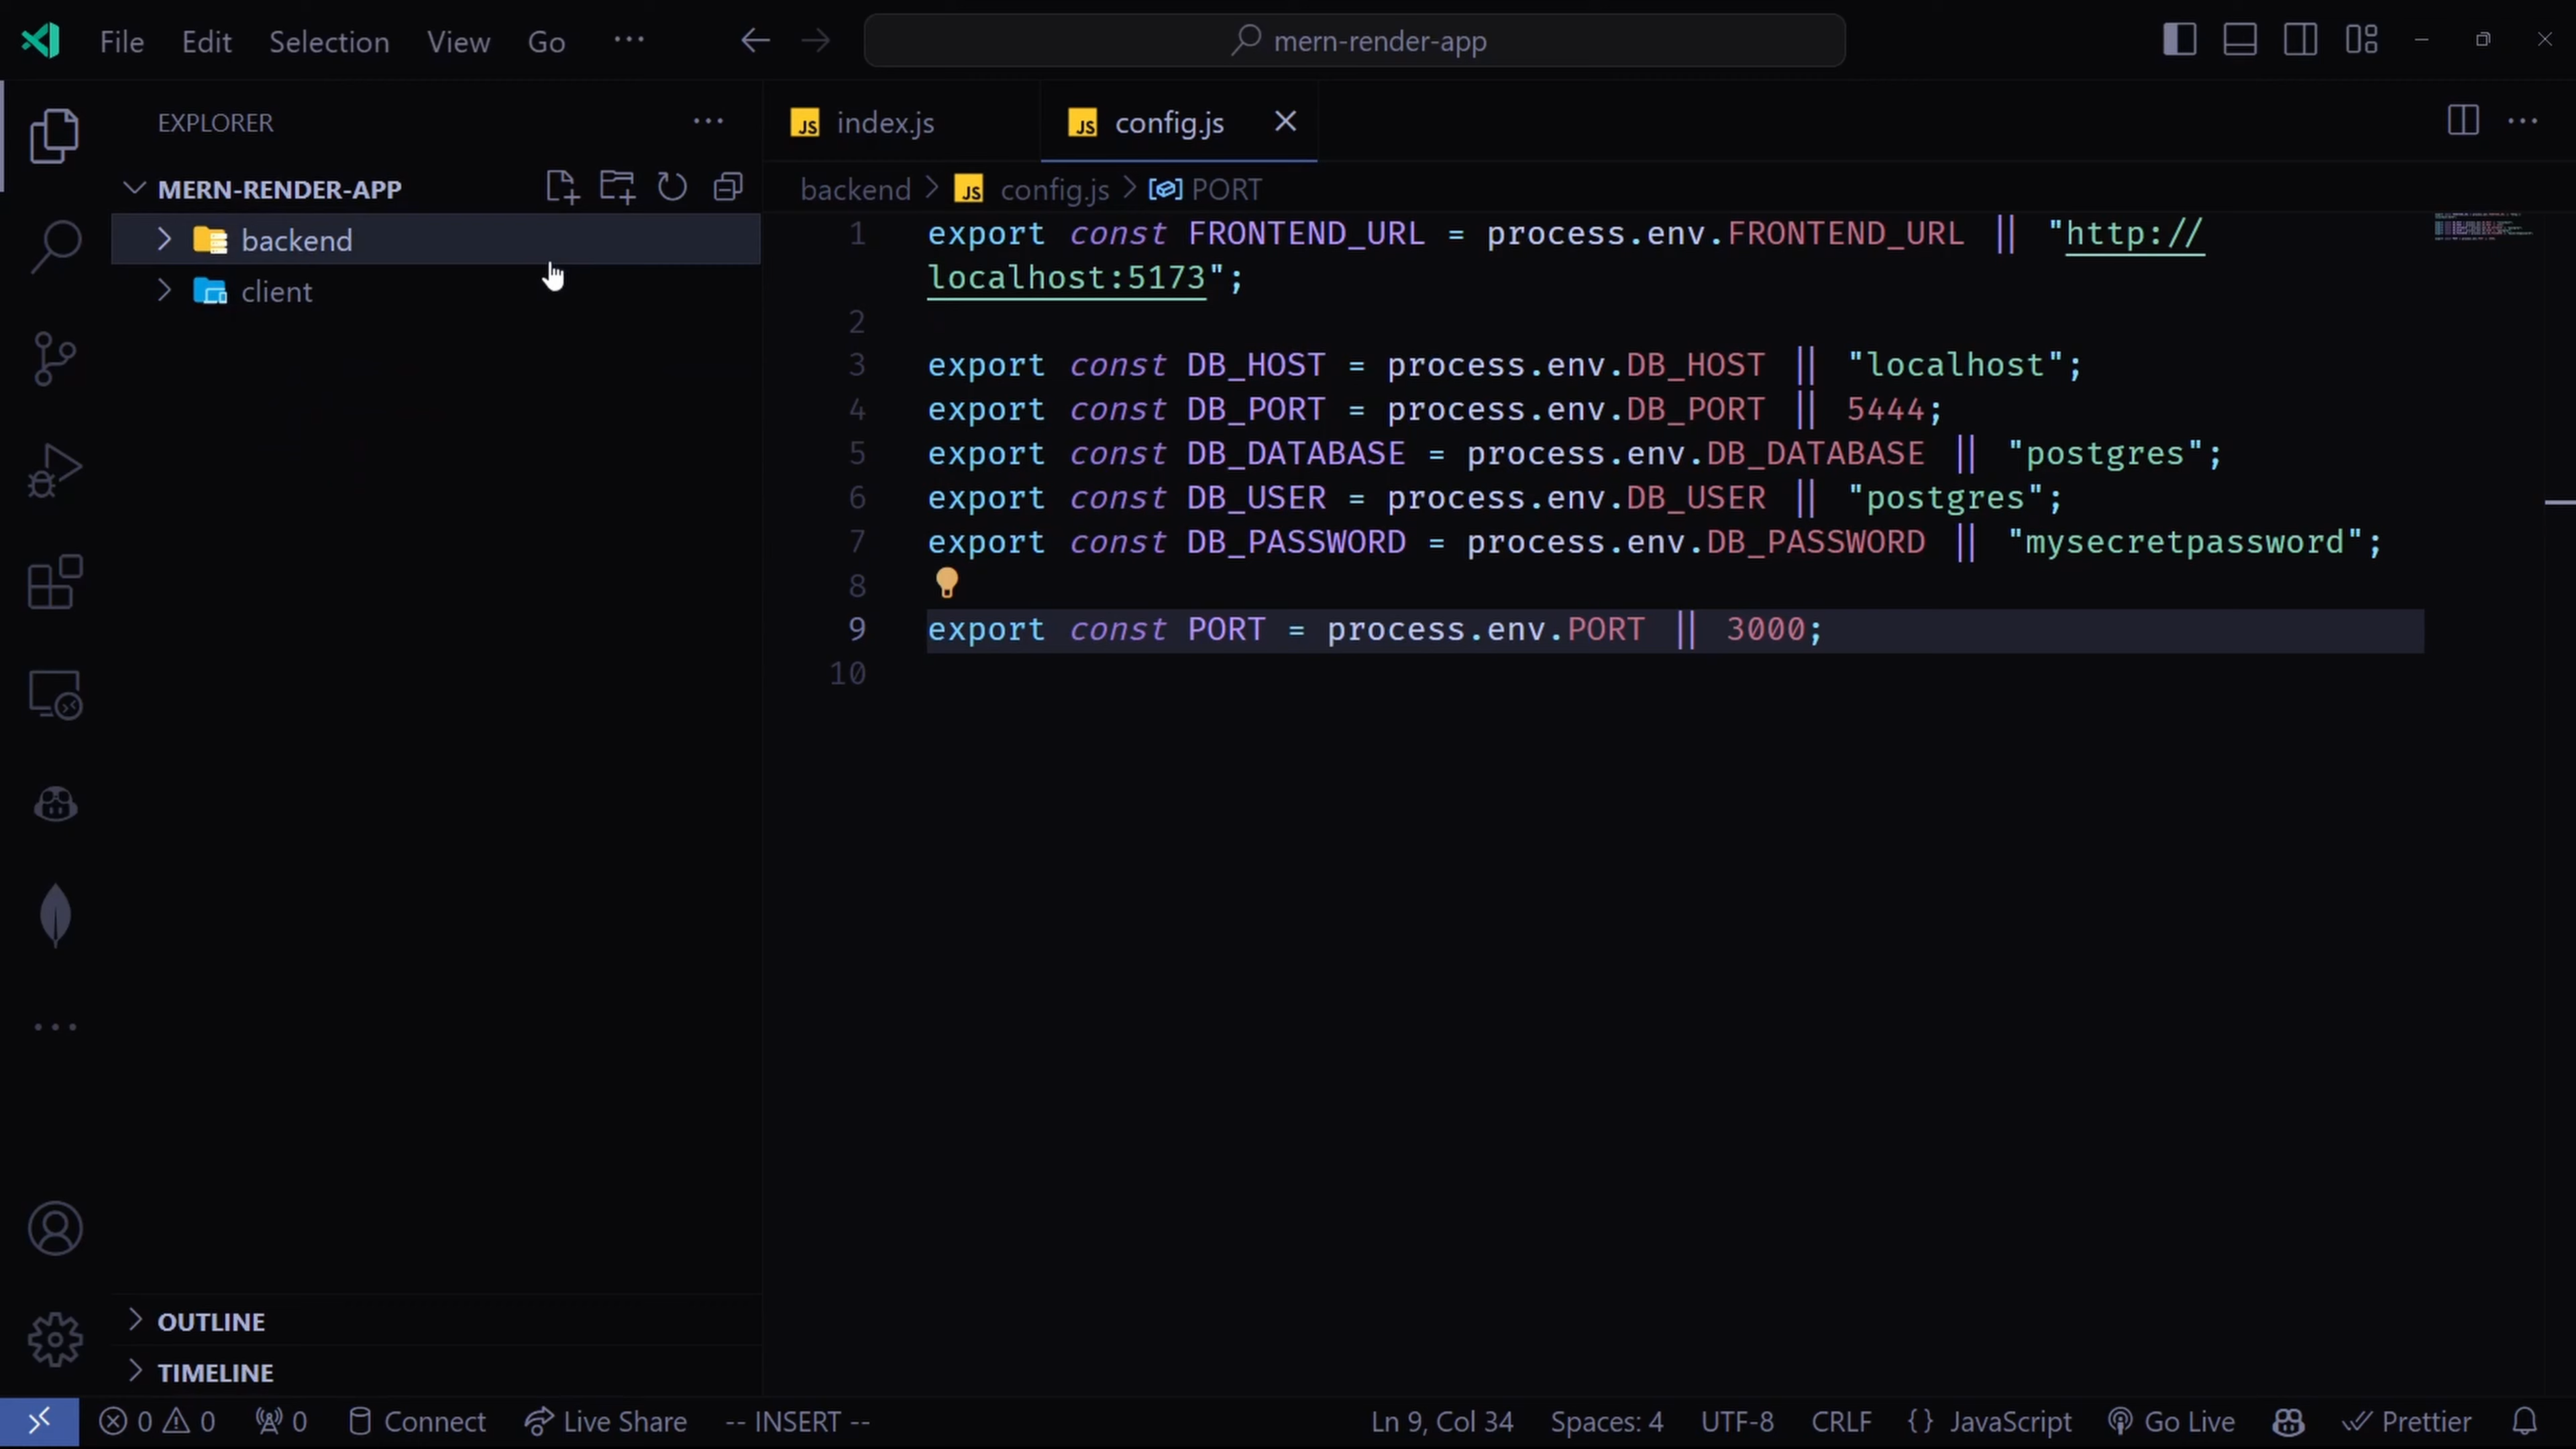 File Edit Selection View Go ···
mern-render-app
EXPLORER
MERN-RENDER-APP
backend
client
OUTLINE
TIMELINE
JS index.js
JS config.js
backend > JS config.js > PORT
1 export const FRONTEND_URL = process.env.FRONTEND_URL || "http://
localhost:5173";
2
3 export const DB_HOST = process.env.DB_HOST || "localhost";
4 export const DB_PORT = process.env.DB_PORT || 5444;
5 export const DB_DATABASE = process.env.DB_DATABASE || "postgres";
6 export const DB_USER = process.env.DB_USER || "postgres";
7 export const DB_PASSWORD = process.env.DB_PASSWORD || "mysecretpassword";
8
9 export const PORT = process.env.PORT || 3000;
10
0 0 0 Connect Live Share -- INSERT -- Ln 9, Col 34 Spaces: 4 UTF-8 CRLF {} JavaScript Go Live Prettier